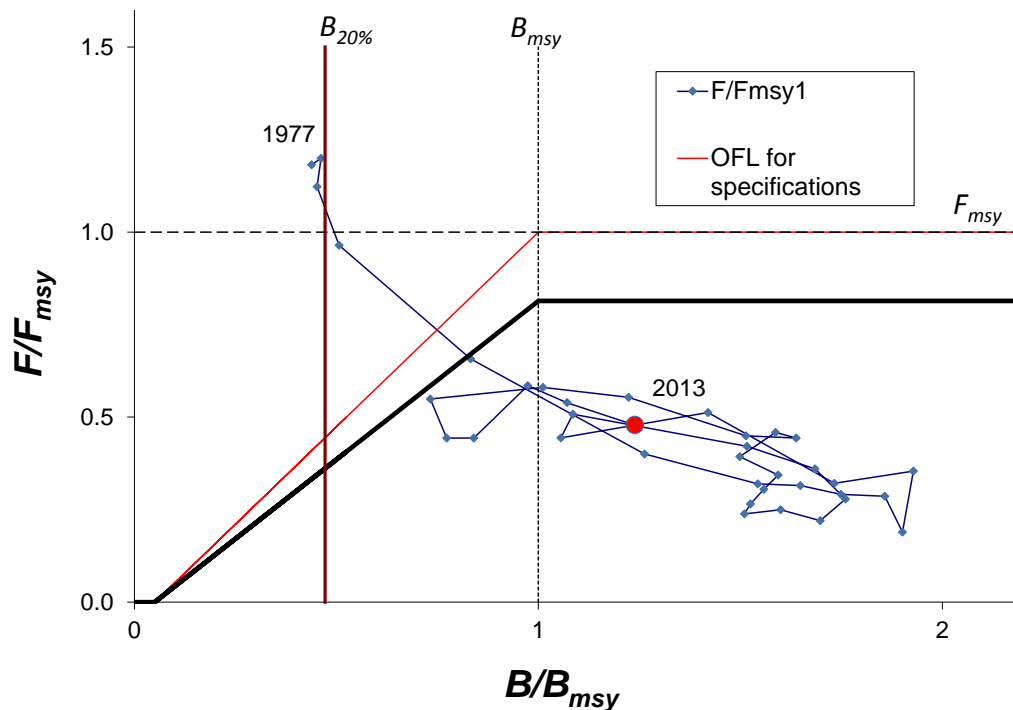 B20%
Bmsy
1.5
F/Fmsy1
1977
OFL for
specifications
1.0
Fmsy
F/Fmsy
2013
0.5
0.0
0
1
2
B/Bmsy